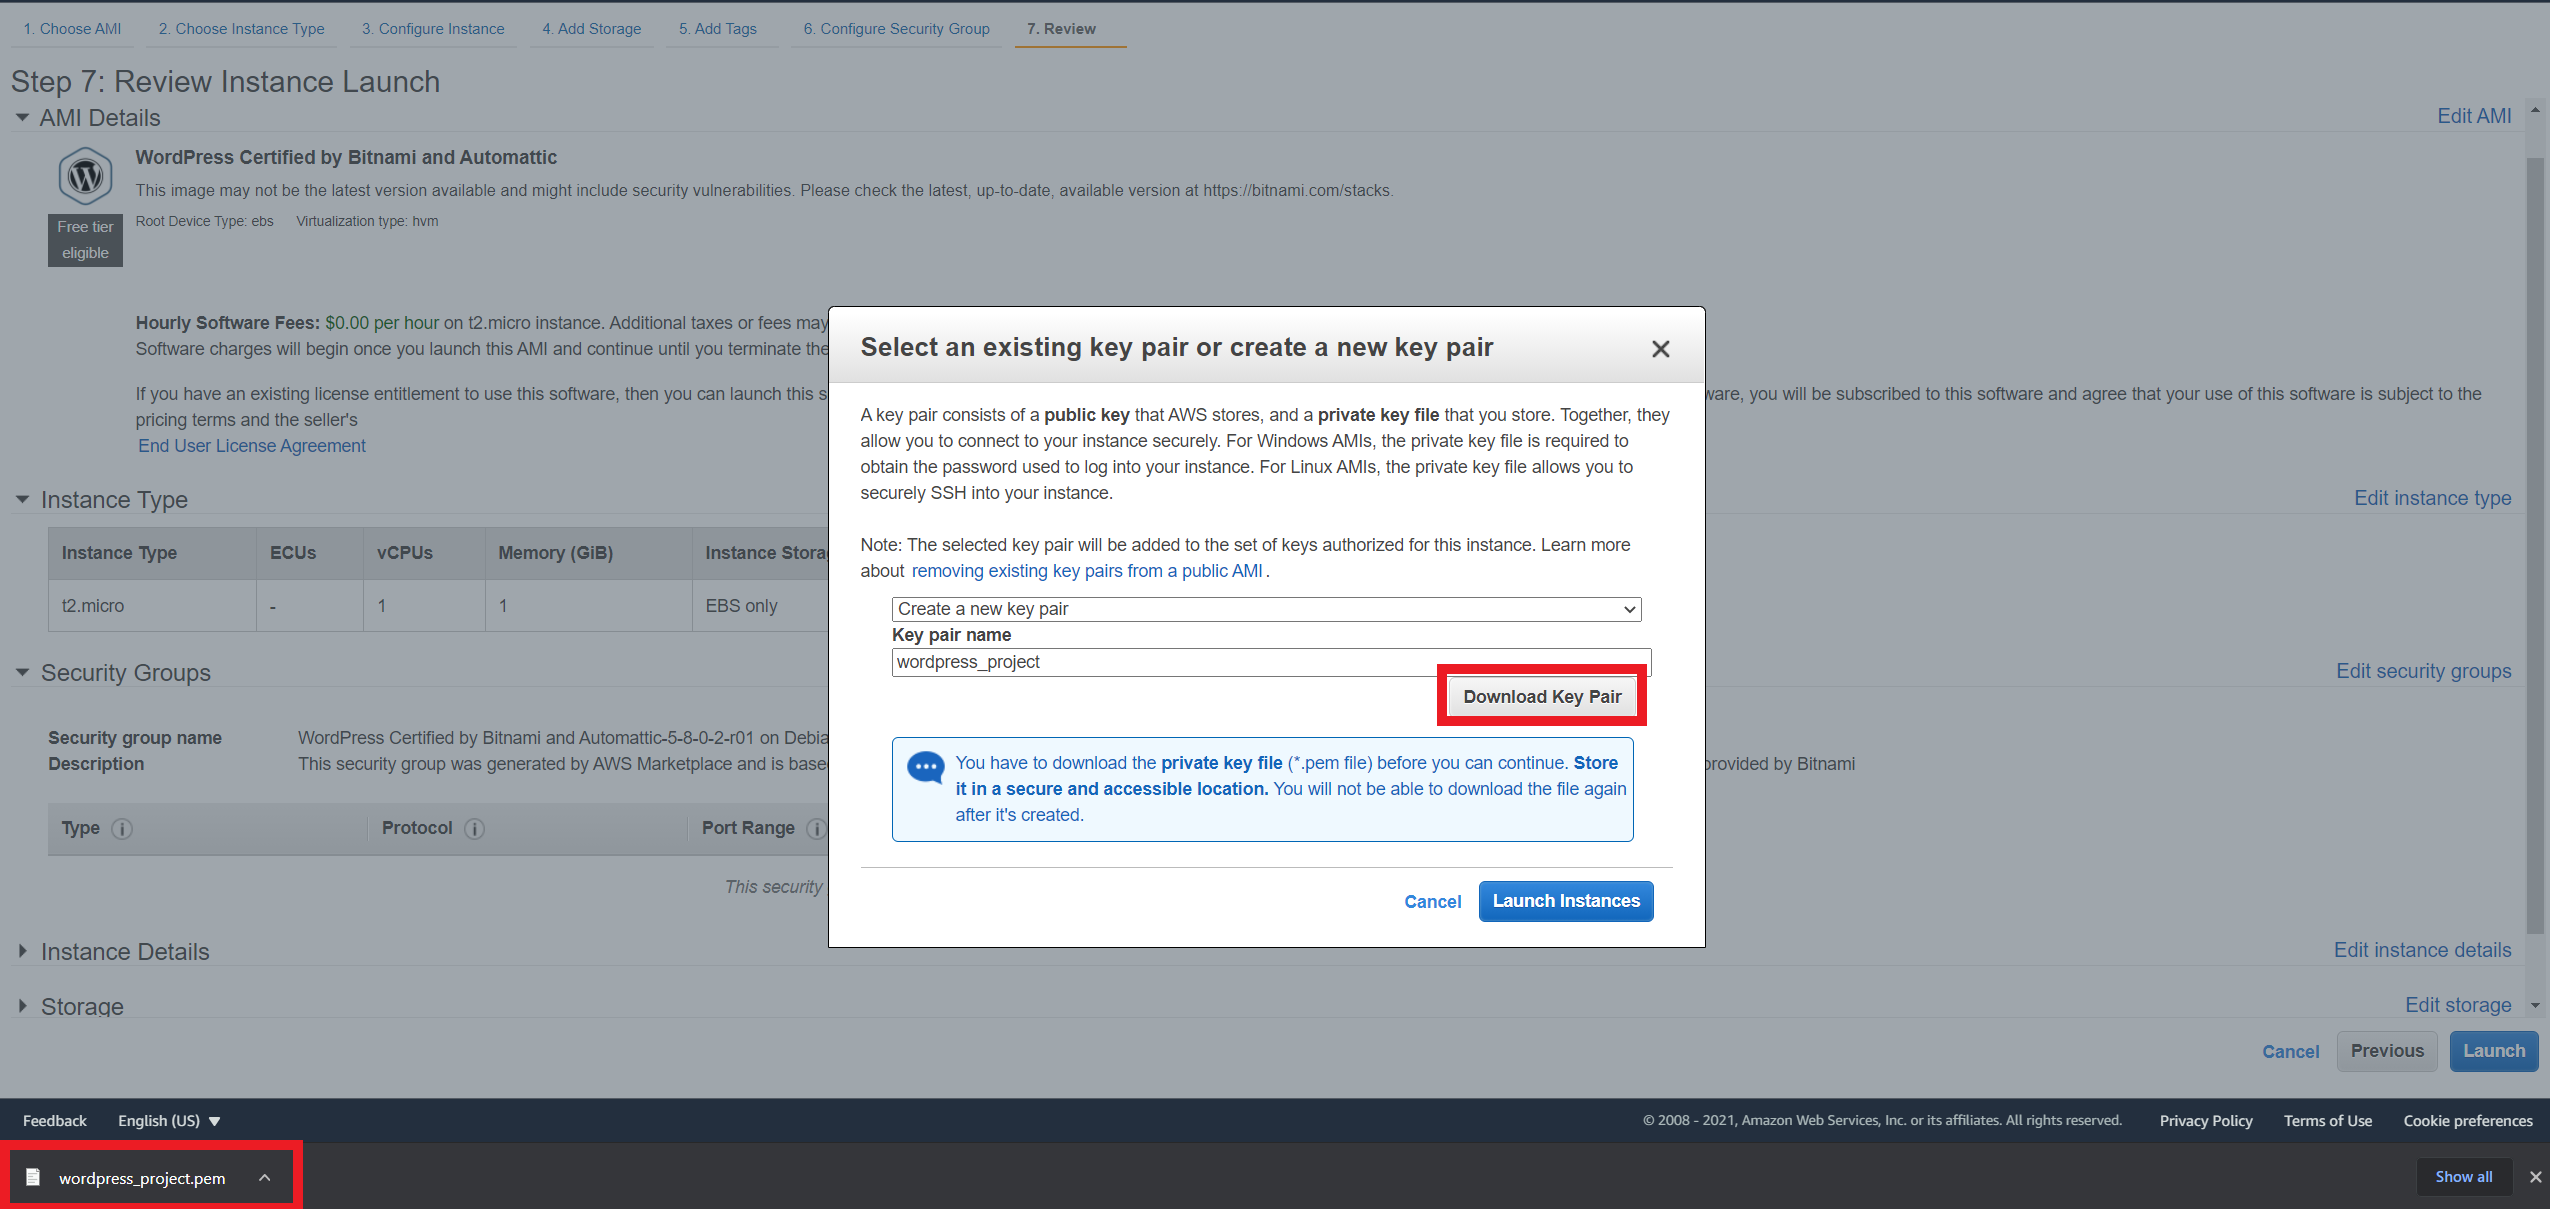 1. Choose AMI
2. Choose Instance Type
3. Configure Instance
4. Add Storage
5. Add Tags
6. Configure Security Group
7. Review
Step 7: Review Instance Launch
AMI Details
Edit AMI
WordPress Certified by Bitnami and Automattic
This image may not be the latest version available and might include security vulnerabilities. Please check the latest, up-to-date, available version at https://bitnami.com/stacks.
Root Device Type: ebs Virtualization type: hvm
Free tier
eligible
Hourly Software Fees: $0.00 per hour on t2.micro instance. Additional taxes or fees may
Software charges will begin once you launch this AMI and continue until you terminate the
If you have an existing license entitlement to use this software, then you can launch this s
ware, you will be subscribed to this software and agree that your use of this software is subject to the
pricing terms and the seller's
End User License Agreement
Instance Type
Edit instance type
Instance Type ECUs vCPUs Memory (GiB) Instance Stora
t2.micro - 1 1 EBS only
Security Groups
Edit security groups
Security group name WordPress Certified by Bitnami and Automattic-5-8-0-2-r01 on Debia
Description This security group was generated by AWS Marketplace and is base
provided by Bitnami
Type i Protocol i Port Range i
This security
Instance Details
Edit instance details
Storage
Edit storage
Cancel Previous Launch
Select an existing key pair or create a new key pair
A key pair consists of a public key that AWS stores, and a private key file that you store. Together, they
allow you to connect to your instance securely. For Windows AMIs, the private key file is required to
obtain the password used to log into your instance. For Linux AMIs, the private key file allows you to
securely SSH into your instance.
Note: The selected key pair will be added to the set of keys authorized for this instance. Learn more
about removing existing key pairs from a public AMI .
Create a new key pair
Key pair name
wordpress_project
Download Key Pair
You have to download the private key file (*.pem file) before you can continue. Store
it in a secure and accessible location. You will not be able to download the file again
after it's created.
Cancel Launch Instances
Feedback English (US)
© 2008 - 2021, Amazon Web Services, Inc. or its affiliates. All rights reserved. Privacy Policy Terms of Use Cookie preferences
wordpress_project.pem
Show all